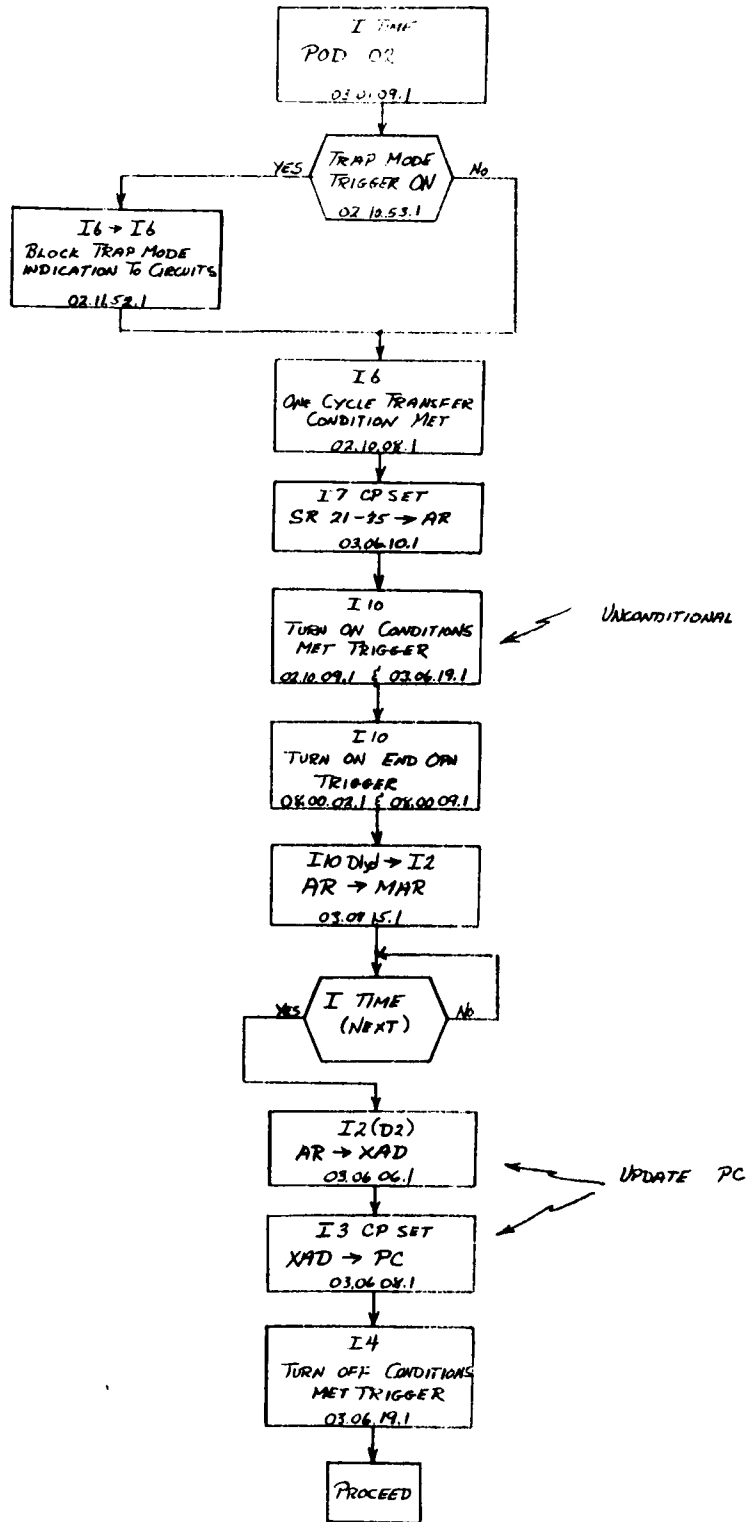 I TIME
POD 02
03.01.09.1
TRAP MODE
TRIGGER ON
02.10.53.1
YES
NO
I6 → I6
BLOCK TRAP MODE
INDICATION TO CIRCUITS
02.11.52.1
I6
ONE CYCLE TRANSFER
CONDITION MET
02.10.08.1
I7 CP SET
SR 21-35 → AR
03.06.10.1
I10
TURN ON CONDITIONS
MET TRIGGER
02.10.09.1 & 03.06.19.1
UNCONDITIONAL
I10
TURN ON END OPN
TRIGGER
08.00.02.1 & 08.00.09.1
I10 Dlyd → I2
AR → MAR
I TIME
(NEXT)
YES
NO
I2(D2)
AR → XAD
03.06.06.1
UPDATE PC
I3 CP SET
XAD → PC
03.06.08.1
I4
TURN OFF CONDITIONS
MET TRIGGER
03.06.19.1
PROCEED